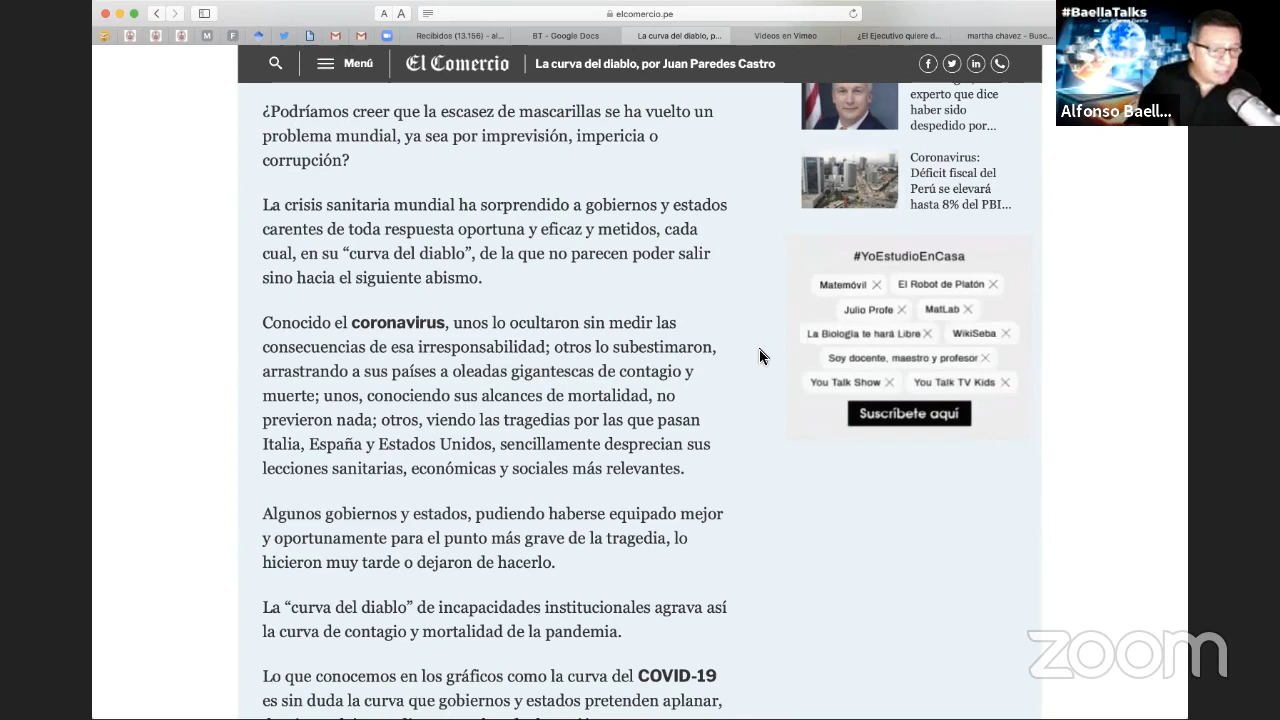 elcomercio.pe
Recibidos (13.156) - al...
BT - Google Docs
La curva del diablo, p...
Videos en Vimeo
¿El Ejecutivo quiere d...
martha chavez - Busc...
Menú
El Comercio
La curva del diablo, por Juan Paredes Castro
#BaellaTalks
Alfonso Baell...
¿Podríamos creer que la escasez de mascarillas se ha vuelto un
problema mundial, ya sea por imprevisión, impericia o
corrupción?
La crisis sanitaria mundial ha sorprendido a gobiernos y estados
carentes de toda respuesta oportuna y eficaz y metidos, cada
cual, en su “curva del diablo”, de la que no parecen poder salir
sino hacia el siguiente abismo.
Conocido el coronavirus, unos lo ocultaron sin medir las
consecuencias de esa irresponsabilidad; otros lo subestimaron,
arrastrando a sus países a oleadas gigantescas de contagio y
muerte; unos, conociendo sus alcances de mortalidad, no
previeron nada; otros, viendo las tragedias por las que pasan
Italia, España y Estados Unidos, sencillamente desprecian sus
lecciones sanitarias, económicas y sociales más relevantes.
Algunos gobiernos y estados, pudiendo haberse equipado mejor
y oportunamente para el punto más grave de la tragedia, lo
hicieron muy tarde o dejaron de hacerlo.
La “curva del diablo” de incapacidades institucionales agrava así
la curva de contagio y mortalidad de la pandemia.
Lo que conocemos en los gráficos como la curva del COVID-19
es sin duda la curva que gobiernos y estados pretenden aplanar,
experto que dice
haber sido
despedido por...
Coronavirus:
Déficit fiscal del
Perú se elevará
hasta 8% del PBI...
#YoEstudioEnCasa
Matemóvil
El Robot de Platón
Julio Profe
MatLab
La Biología te hará Libre
WikiSeba
Soy docente, maestro y profesor
You Talk Show
You Talk TV Kids
Suscríbete aquí
zoom